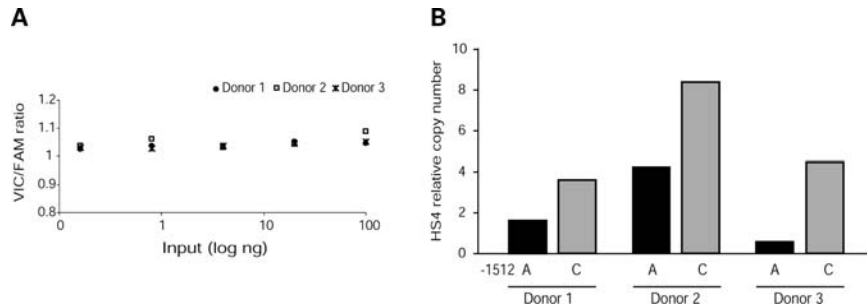 A
Donor 1 Donor 2 Donor 3
VIC/FAM ratio
1.2
1.1
1
0.9
0.8
0 1 10 100
Input (log ng)
B
HS4 relative copy number
10
8
6
4
2
0
-1512 A C A C A C
Donor 1 Donor 2 Donor 3